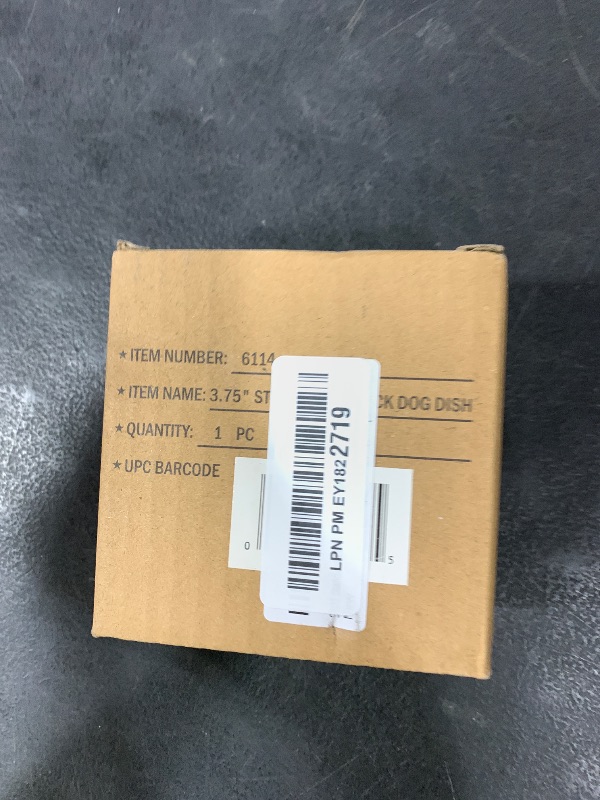 ★ ITEM NUMBER: 6114
★ ITEM NAME: 3.75" ST CK DOG DISH
★ QUANTITY: 1 PC
★ UPC BARCODE
0 5
LPN PM EY1822719